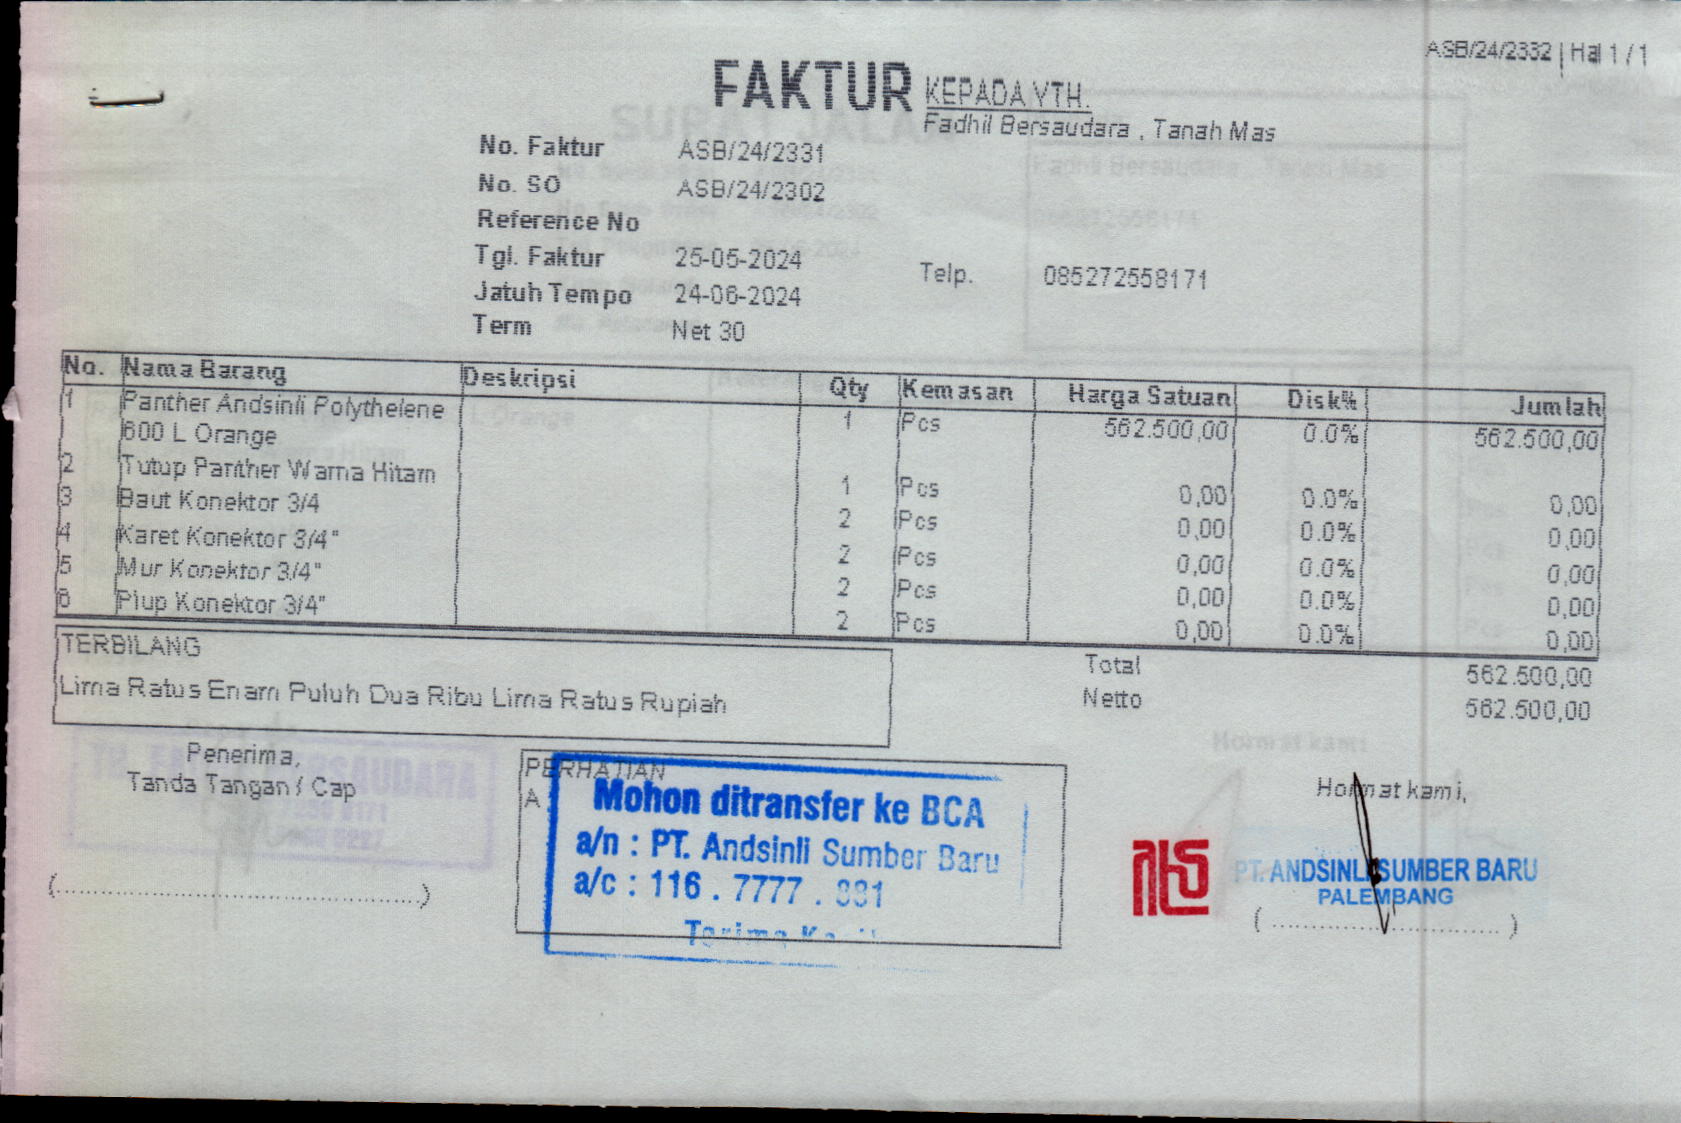 ASB/24/2332 | Hal 1 / 1
FAKTUR
KEPADA YTH.
Fadhil Bersaudara , Tanah Mas
No. Faktur ASB/24/2331
No. SO ASB/24/2302
Reference No
Tgl. Faktur 25-05-2024
Telp. 085272558171
Jatuh Tempo 24-06-2024
Term Net 30
No. Nama Barang Deskripsi Qty Kemasan Harga Satuan Disk% Jumlah
1 Panther Andsinli Polythelene 1 Pcs 562.500,00 0.0% 562.500,00
600 L Orange
2 Tutup Panther Warna Hitam 1 Pcs 0,00 0.0% 0,00
3 Baut Konektor 3/4 2 Pcs 0,00 0.0% 0,00
4 Karet Konektor 3/4" 2 Pcs 0,00 0.0% 0,00
5 Mur Konektor 3/4" 2 Pcs 0,00 0.0% 0,00
6 Plup Konektor 3/4" 2 Pcs 0,00 0.0% 0,00
TERBILANG
Lima Ratus Enam Puluh Dua Ribu Lima Ratus Rupiah
Total 562.500,00
Netto 562.500,00
Penerima,
Tanda Tangan / Cap
(..........................................)
PERHATIAN
A
Mohon ditransfer ke BCA
a/n : PT. Andsinli Sumber Baru
a/c : 116 . 7777 . 881
Terima Kasih
Hormat kami,
PT. ANDSINLI SUMBER BARU
PALEMBANG
(..........................................)